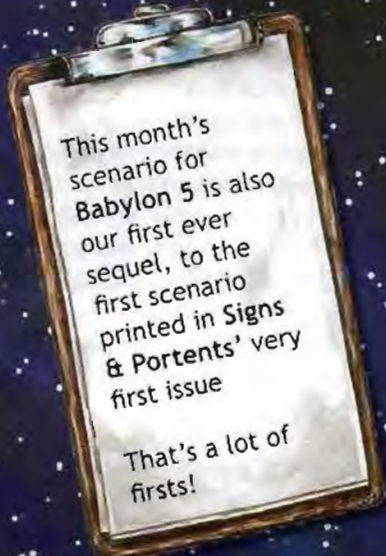 This month's
scenario for
Babylon 5 is also
our first ever
sequel, to the
first scenario
printed in Signs
& Portents' very
first issue
That's a lot of
firsts!